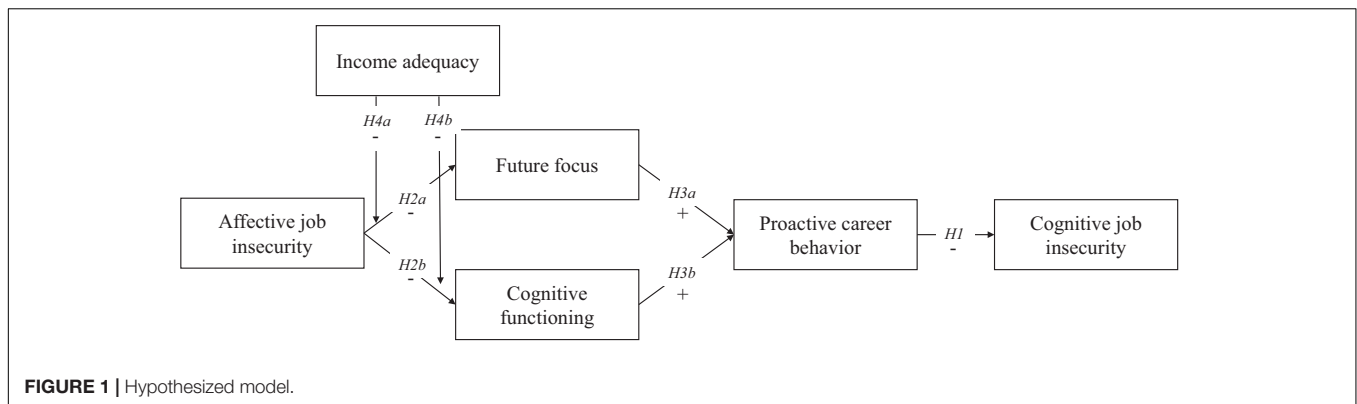 Income adequacy
H4a
-
H4b
-
Future focus
H2a
-
H3a
+
Affective job
insecurity
Proactive career
behavior
H1
-
Cognitive job
insecurity
H2b
-
H3b
+
Cognitive
functioning
FIGURE 1 | Hypothesized model.